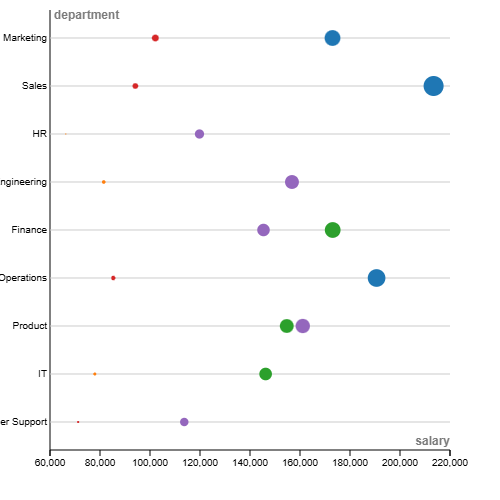 department
Marketing
Sales
HR
ngineering
Finance
Operations
Product
IT
er Support
salary
60,000 80,000 100,000 120,000 140,000 160,000 180,000 200,000 220,000